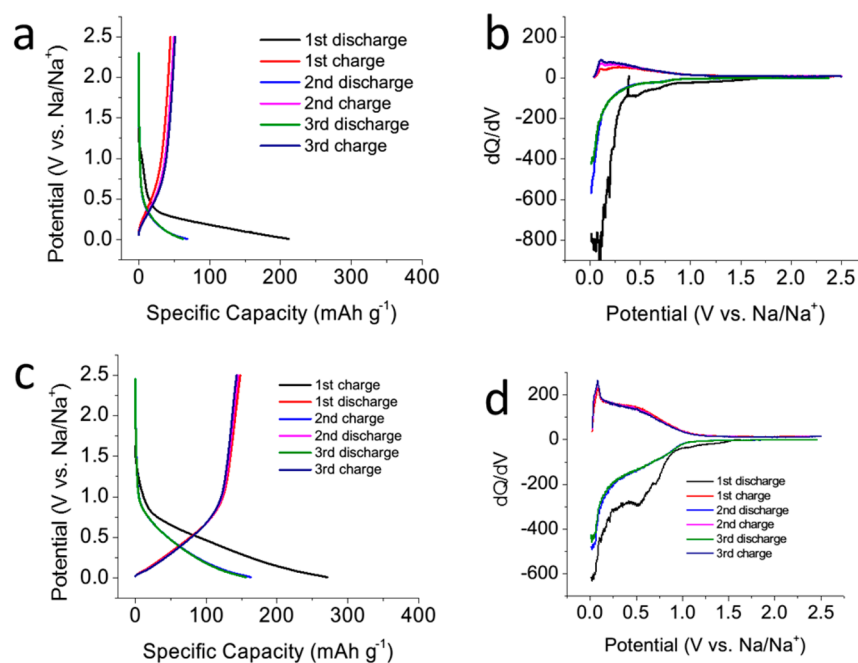 a
Potential (V vs. Na/Na⁺)
2.5
2.0
1.5
1.0
0.5
0.0
1st discharge
1st charge
2nd discharge
2nd charge
3rd discharge
3rd charge
0 100 200 300 400
Specific Capacity (mAh g⁻¹)
b
dQ/dV
200
0
-200
-400
-600
-800
0.0 0.5 1.0 1.5 2.0 2.5
Potential (V vs. Na/Na⁺)
c
Potential (V vs. Na/Na⁺)
2.5
2.0
1.5
1.0
0.5
0.0
1st charge
1st discharge
2nd charge
2nd discharge
3rd discharge
3rd charge
0 100 200 300 400
Specific Capacity (mAh g⁻¹)
d
dQ/dV
200
0
-200
-400
-600
1st discharge
1st charge
2nd discharge
2nd charge
3rd discharge
3rd charge
0.0 0.5 1.0 1.5 2.0 2.5
Potential (V vs. Na/Na⁺)